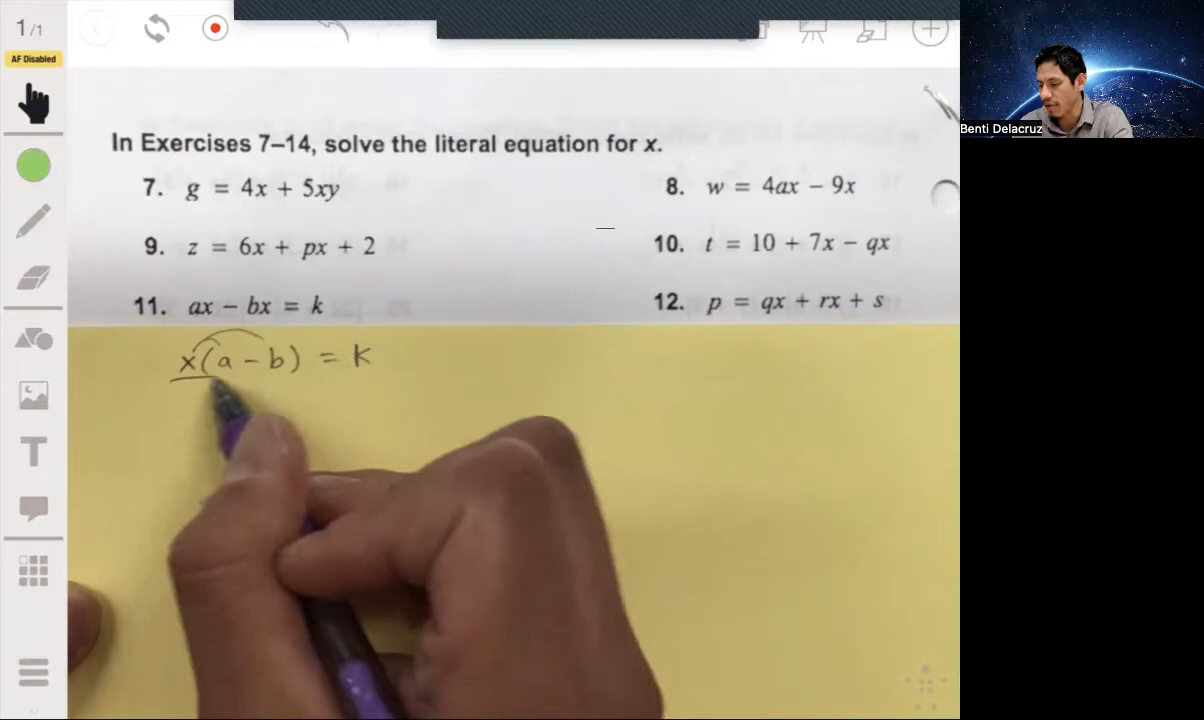 1/1
AF Disabled
Benti Delacruz
In Exercises 7–14, solve the literal equation for x.
7. g = 4x + 5xy
8. w = 4ax − 9x
9. z = 6x + px + 2
10. t = 10 + 7x − qx
11. ax − bx = k
12. p = qx + rx + s
x(a − b) = k
T